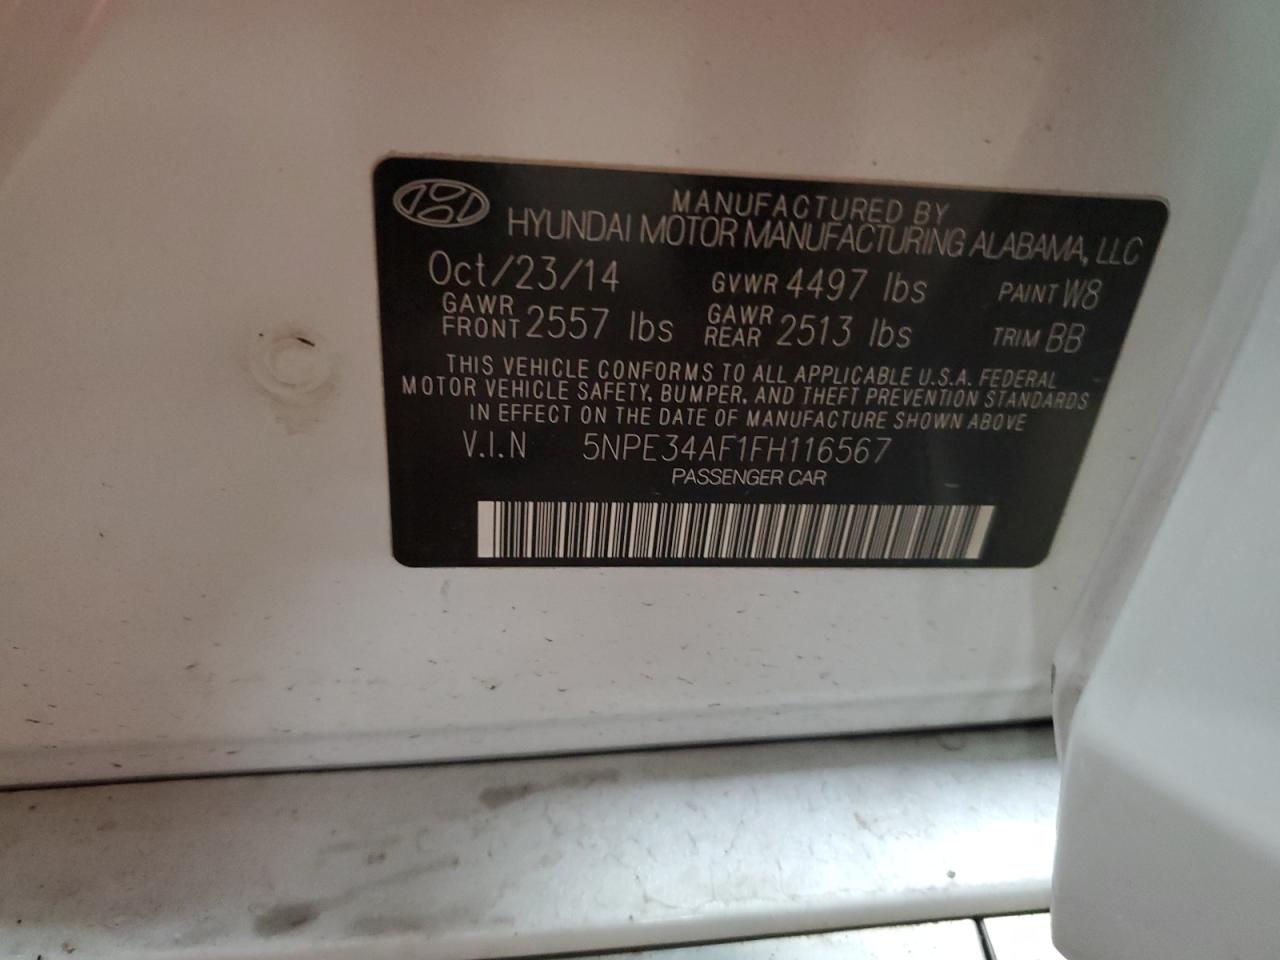 MANUFACTURED BY
HYUNDAI MOTOR MANUFACTURING ALABAMA, LLC
Oct/23/14 GVWR 4497 lbs PAINT W8
GAWR FRONT 2557 lbs GAWR REAR 2513 lbs TRIM BB
THIS VEHICLE CONFORMS TO ALL APPLICABLE U.S.A. FEDERAL
MOTOR VEHICLE SAFETY, BUMPER, AND THEFT PREVENTION STANDARDS
IN EFFECT ON THE DATE OF MANUFACTURE SHOWN ABOVE
V.I.N 5NPE34AF1FH116567
PASSENGER CAR